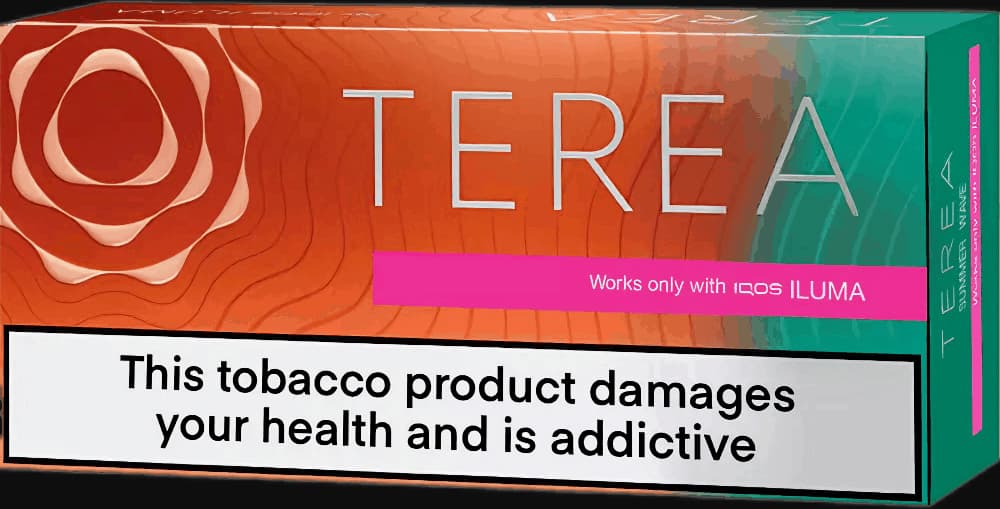 TEREA
TEREA
Works only with IQOS ILUMA
This tobacco product damages
your health and is addictive
TEREA
SUMMER WAVE
Works only with IQOS ILUMA